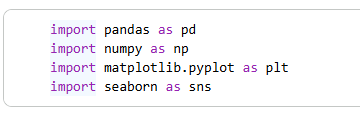 import pandas as pd
import numpy as np
import matplotlib.pyplot as plt
import seaborn as sns